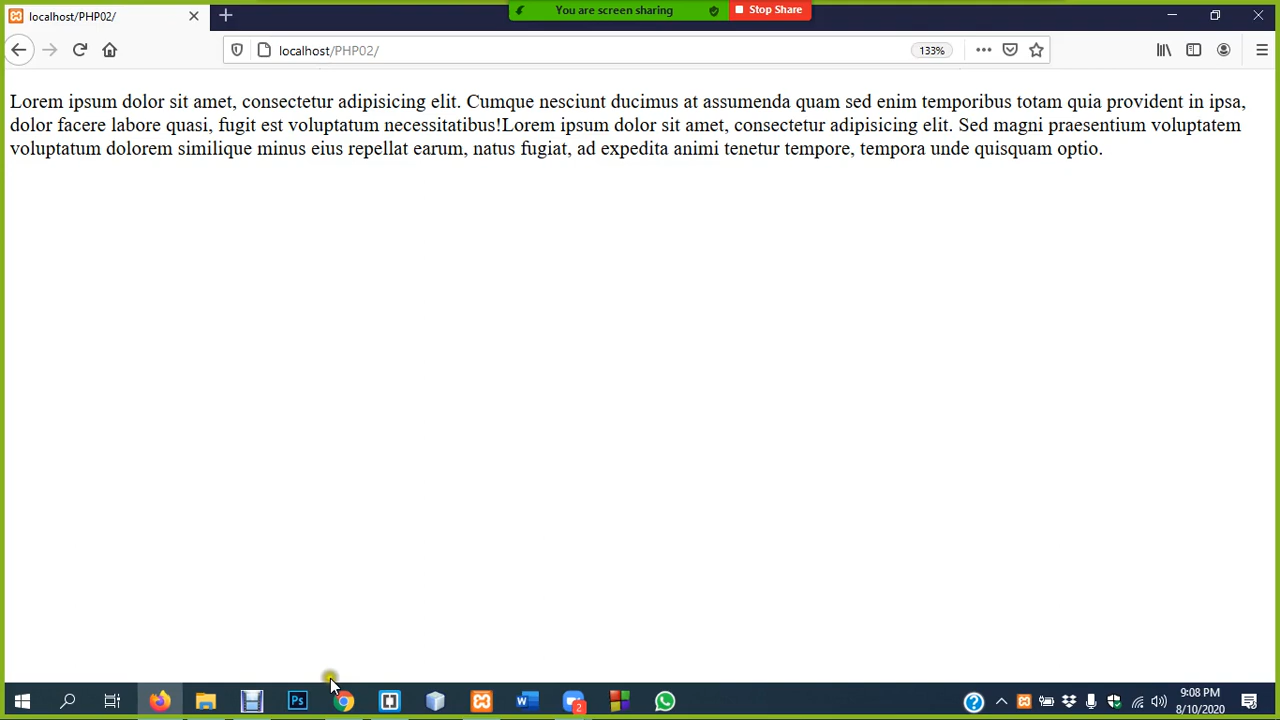 localhost/PHP02/
You are screen sharing
Stop Share
localhost/PHP02/
133%
Lorem ipsum dolor sit amet, consectetur adipisicing elit. Cumque nesciunt ducimus at assumenda quam sed enim temporibus totam quia provident in ipsa,
dolor facere labore quasi, fugit est voluptatum necessitatibus!Lorem ipsum dolor sit amet, consectetur adipisicing elit. Sed magni praesentium voluptatem
voluptatum dolorem similique minus eius repellat earum, natus fugiat, ad expedita animi tenetur tempore, tempora unde quisquam optio.
Ps
W
2
9:08 PM
8/10/2020